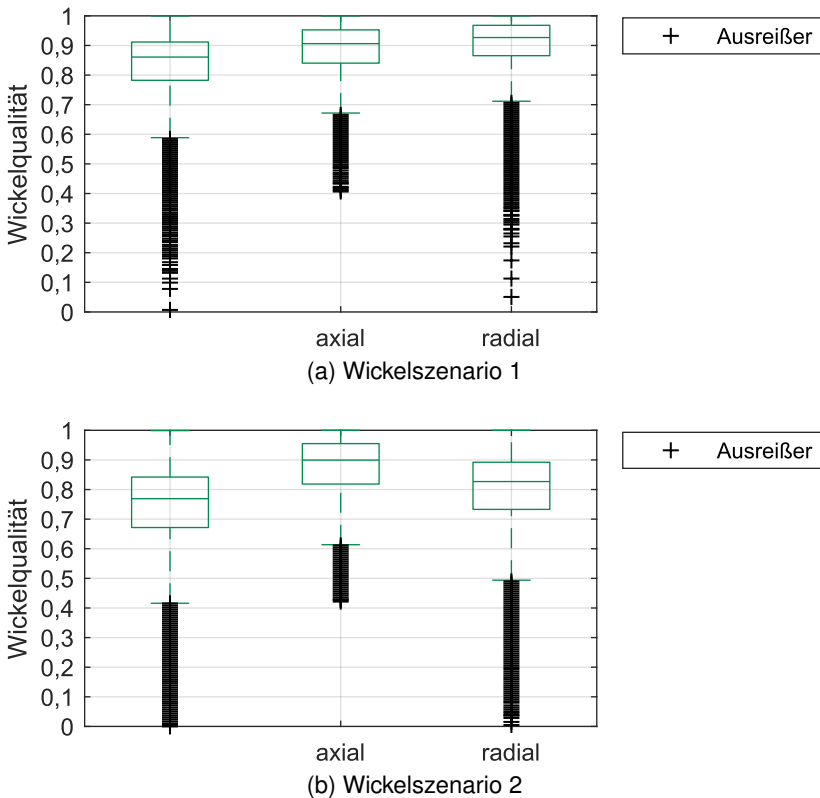 1
0,9
0,8
0,7
0,6
0,5
0,4
0,3
0,2
0,1
0
Wickelqualität
axial radial
Ausreißer
(a) Wickelszenario 1
1
0,9
0,8
0,7
0,6
0,5
0,4
0,3
0,2
0,1
0
Wickelqualität
axial radial
Ausreißer
(b) Wickelszenario 2